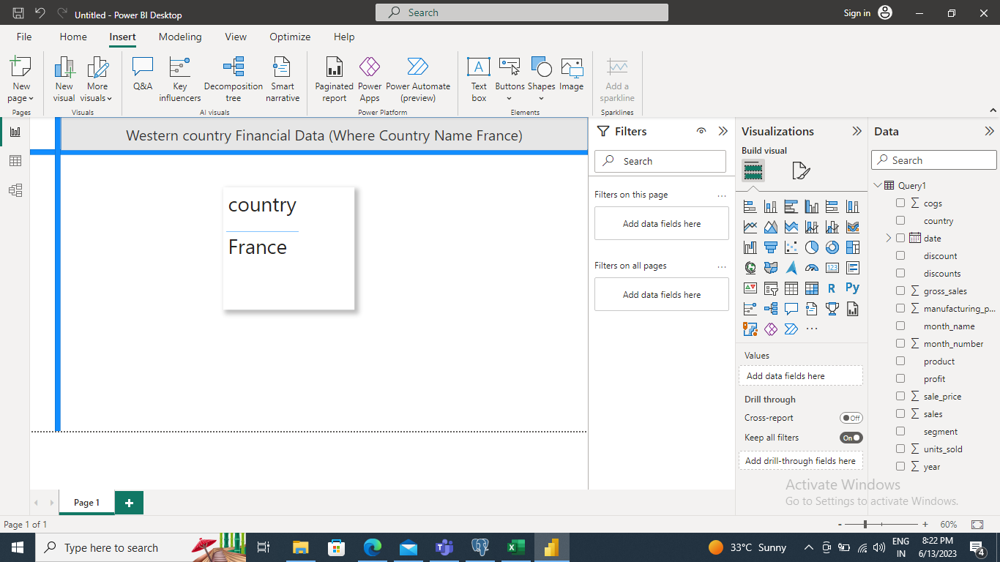 Untitled - Power BI Desktop
Search
Sign in
File Home Insert Modeling View Optimize Help
New page
New visual
More visuals
Q&A
Key influencers
Decomposition tree
Smart narrative
Paginated report
Power Apps
Power Automate (preview)
Text box
Buttons
Shapes
Image
Add a sparkline
Pages
Visuals
AI visuals
Power Platform
Elements
Sparklines
Western country Financial Data (Where Country Name France)
country
France
Filters
Search
Filters on this page
...
Add data fields here
Filters on all pages
...
Add data fields here
Visualizations
Build visual
123
R
Py
...
Values
Add data fields here
Drill through
Cross-report
Off
Keep all filters
On
Add drill-through fields here
Data
Search
Query1
cogs
country
date
discount
discounts
gross_sales
manufacturing_p...
month_name
month_number
product
profit
sale_price
sales
segment
units_sold
year
Activate Windows
Go to Settings to activate Windows.
Page 1
Page 1 of 1
- + 60%
Type here to search
33°C Sunny
ENG
IN
8:22 PM
6/13/2023
4